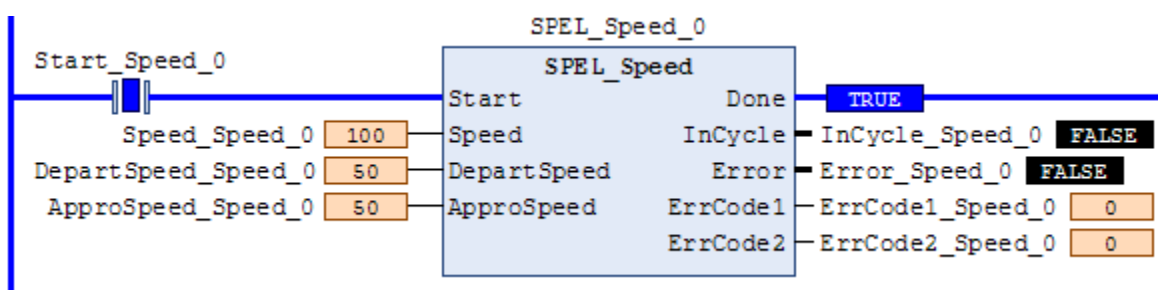 SPEL_Speed_0
Start_Speed_0
SPEL_Speed
Start Done TRUE
Speed_Speed_0 100 Speed InCycle InCycle_Speed_0 FALSE
DepartSpeed_Speed_0 50 DepartSpeed Error Error_Speed_0 FALSE
ApproSpeed_Speed_0 50 ApproSpeed ErrCode1 ErrCode1_Speed_0 0
ErrCode2 ErrCode2_Speed_0 0